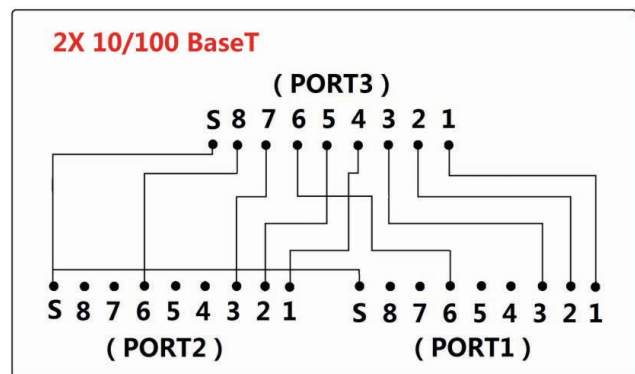 2X 10/100 BaseT
( PORT3 )
S 8 7 6 5 4 3 2 1
S 8 7 6 5 4 3 2 1 S 8 7 6 5 4 3 2 1
( PORT2 ) ( PORT1 )